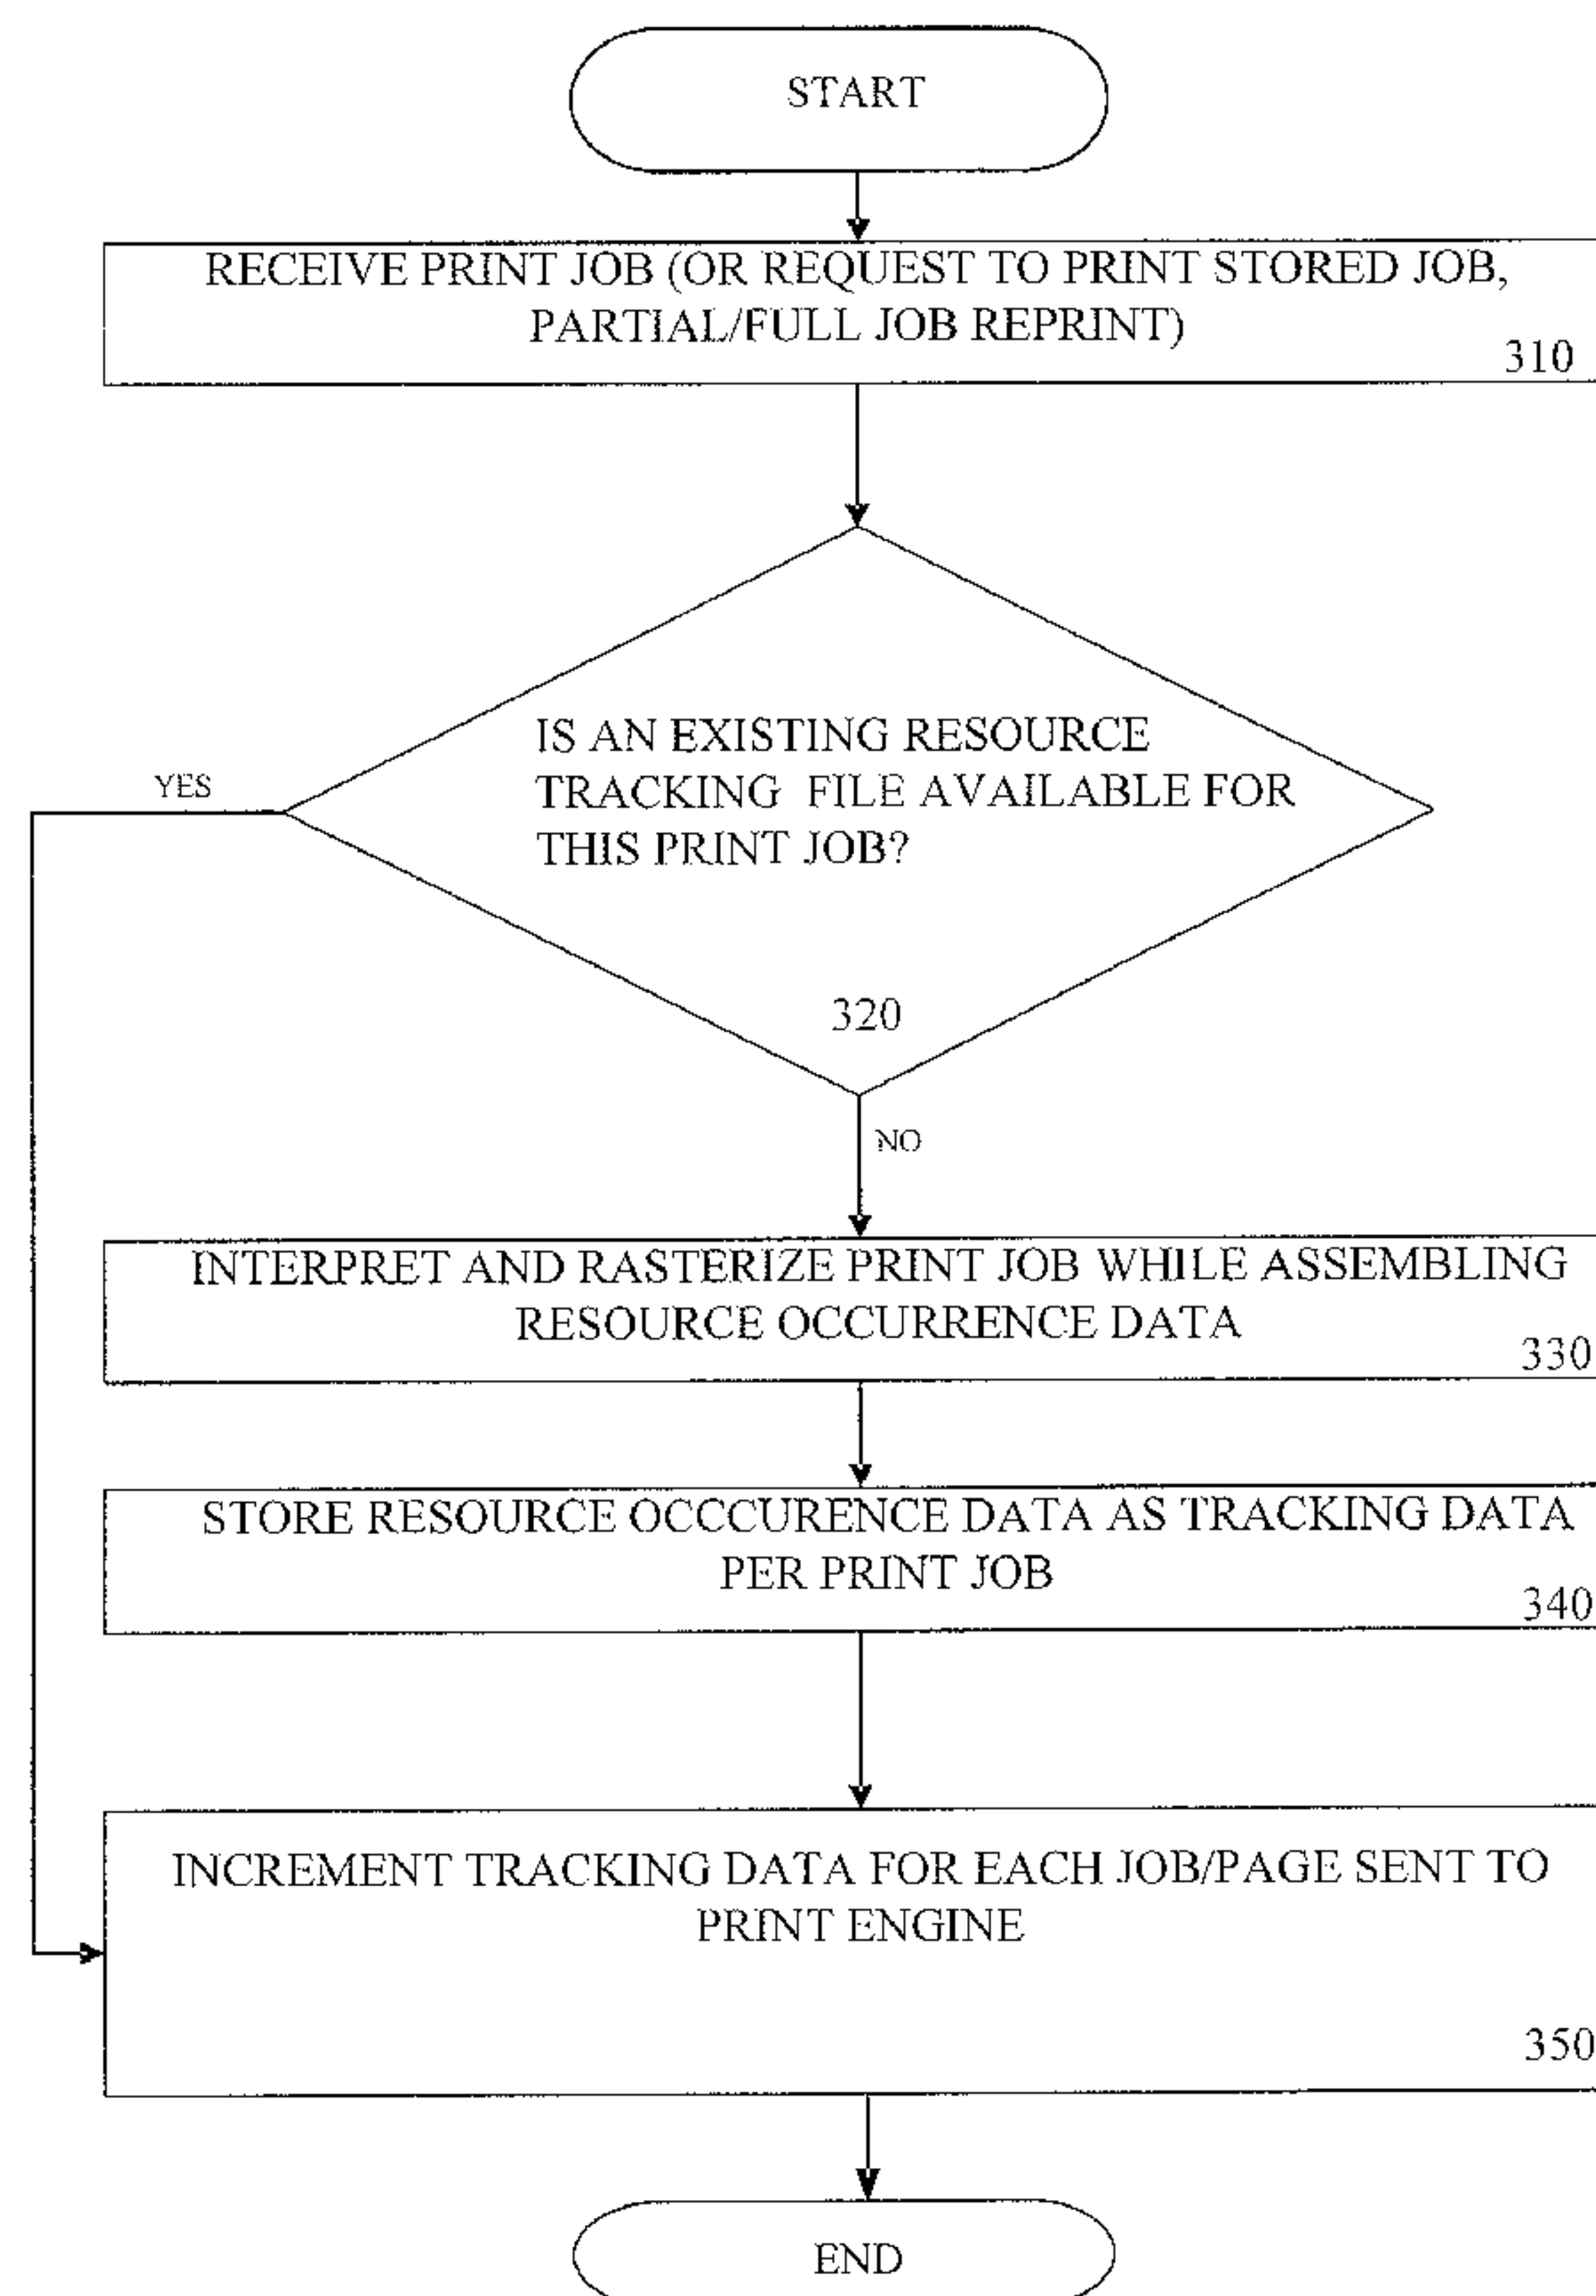 START
RECEIVE PRINT JOB (OR REQUEST TO PRINT STORED JOB,
PARTIAL/FULL JOB REPRINT)
310
IS AN EXISTING RESOURCE
TRACKING FILE AVAILABLE FOR
THIS PRINT JOB?
YES
320
NO
INTERPRET AND RASTERIZE PRINT JOB WHILE ASSEMBLING
RESOURCE OCCURRENCE DATA
330
STORE RESOURCE OCCCURENCE DATA AS TRACKING DATA
PER PRINT JOB
340
INCREMENT TRACKING DATA FOR EACH JOB/PAGE SENT TO
PRINT ENGINE
350
END